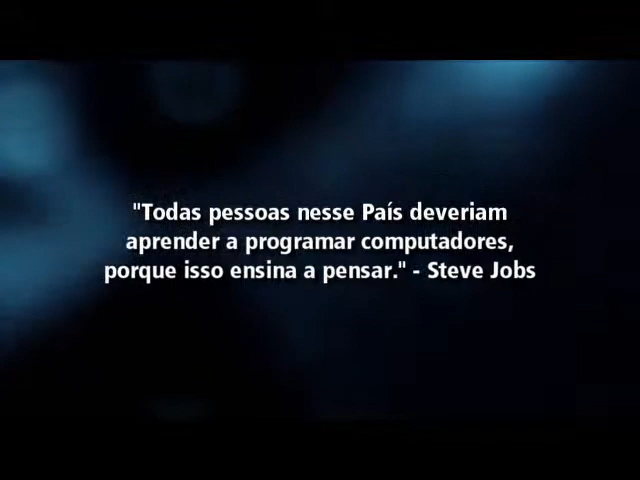 "Todas pessoas nesse País deveriam
aprender a programar computadores,
porque isso ensina a pensar." - Steve Jobs